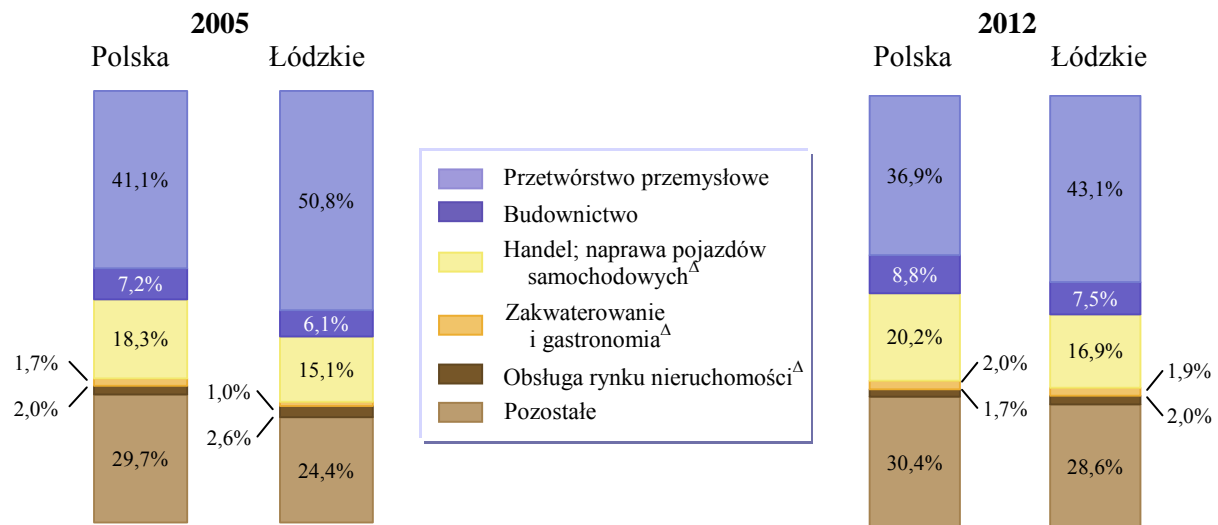 2005
Polska
Łódzkie
41,1%
7,2%
18,3%
1,7%
2,0%
29,7%
50,8%
6,1%
15,1%
1,0%
2,6%
24,4%
Przetwórstwo przemysłowe
Budownictwo
Handel; naprawa pojazdów
samochodowych^Δ
Zakwaterowanie
i gastronomia^Δ
Obsługa rynku nieruchomości^Δ
Pozostałe
2012
Polska
Łódzkie
36,9%
8,8%
20,2%
2,0%
1,7%
30,4%
43,1%
7,5%
16,9%
1,9%
2,0%
28,6%